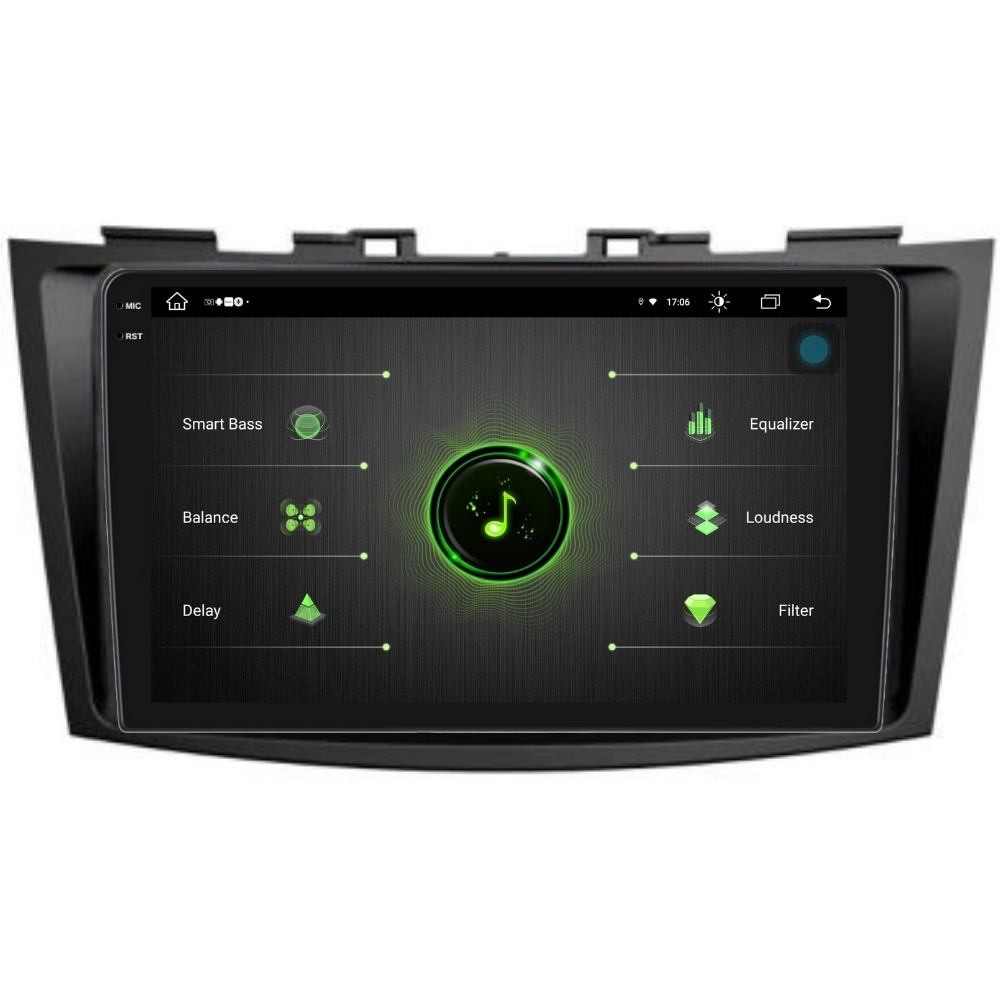 MIC
17:06
RST
Smart Bass
Equalizer
Balance
Loudness
Delay
Filter